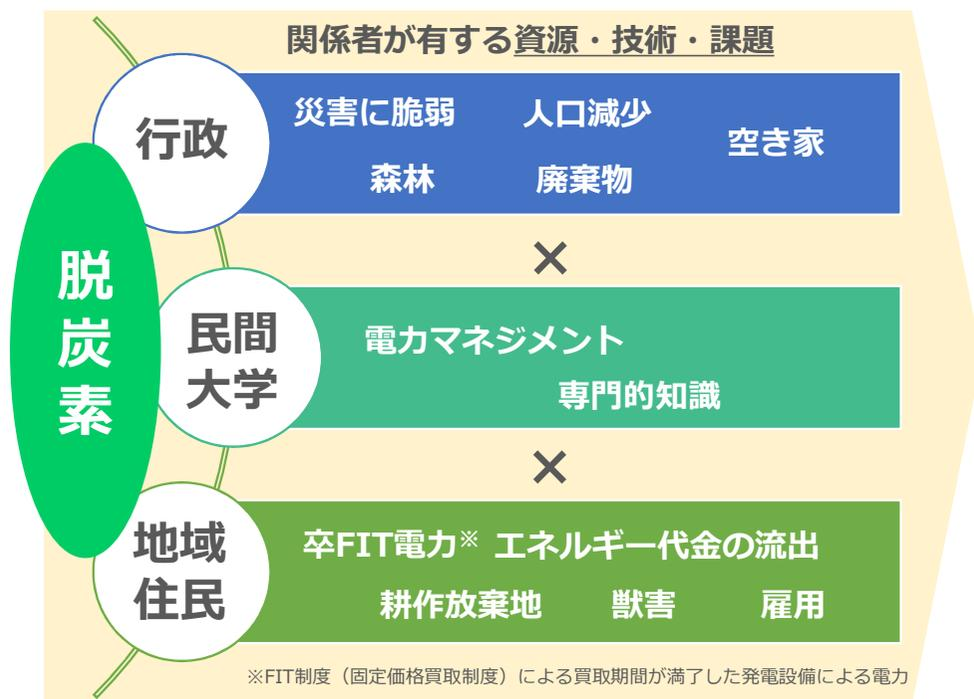 関係者が有する資源・技術・課題
行政
災害に脆弱 人口減少 空き家
森林 廃棄物
×
脱炭素
民間
大学
電力マネジメント
専門的知識
×
地域
住民
卒FIT電力※ エネルギー代金の流出
耕作放棄地 獣害 雇用
※FIT制度（固定価格買取制度）による買取期間が満了した発電設備による電力